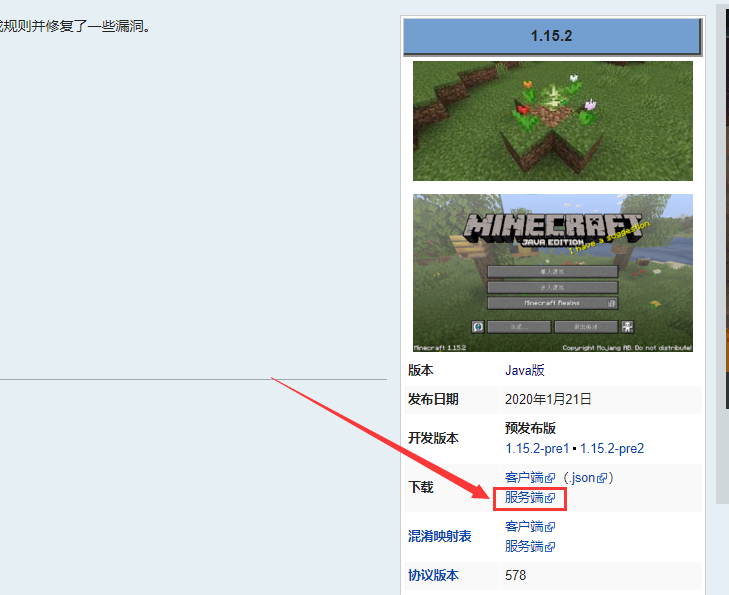 规则并修复了一些漏洞。
1.15.2
MINECRAFT
JAVA EDITION
I have a suggestion
单人游戏
多人游戏
Minecraft Realms
选项...
退出游戏
Minecraft 1.15.2
Copyright Mojang AB. Do not distribute!
版本 Java版
发布日期 2020年1月21日
开发版本 预发布版
1.15.2-pre1 ▪ 1.15.2-pre2
下载 客户端 (.json)
服务端
混淆映射表 客户端
服务端
协议版本 578